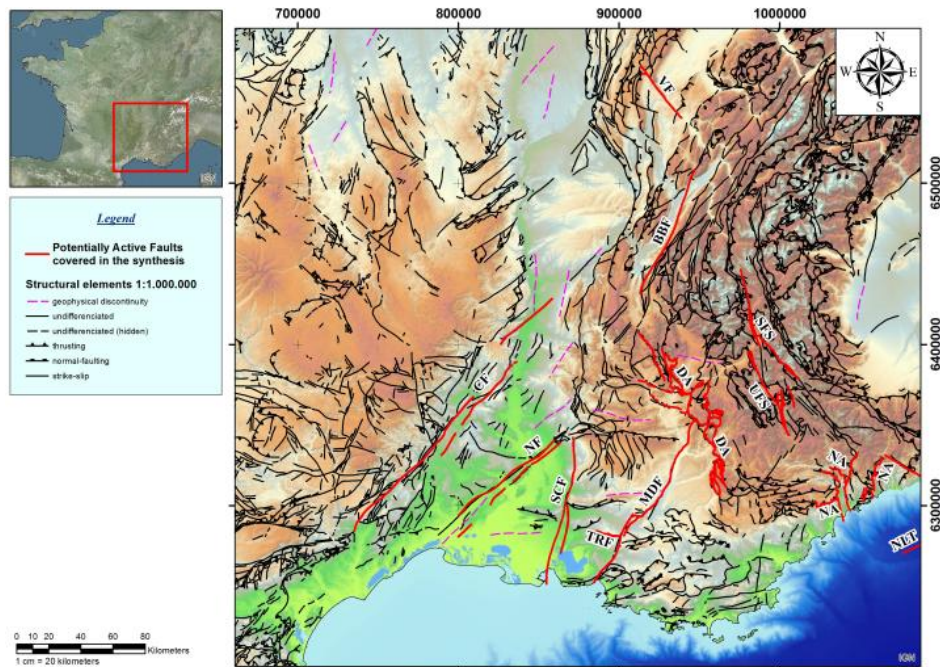 700000
800000
900000
1000000
N
W
E
S
IGN
Legend
Potentially Active Faults
covered in the synthesis
Structural elements 1:1.000.000
geophysical discontinuity
undifferenciated
undifferenciated (hidden)
thrusting
normal-faulting
strike-slip
VF
6500000
BBF
SFS
6400000
DA
UFS
CF
NF
DA
SCF
MDF
NA
NA
NA
6300000
TRF
NLT
0 10 20 40 60 80
Kilometers
1 cm = 20 kilometers
IGN